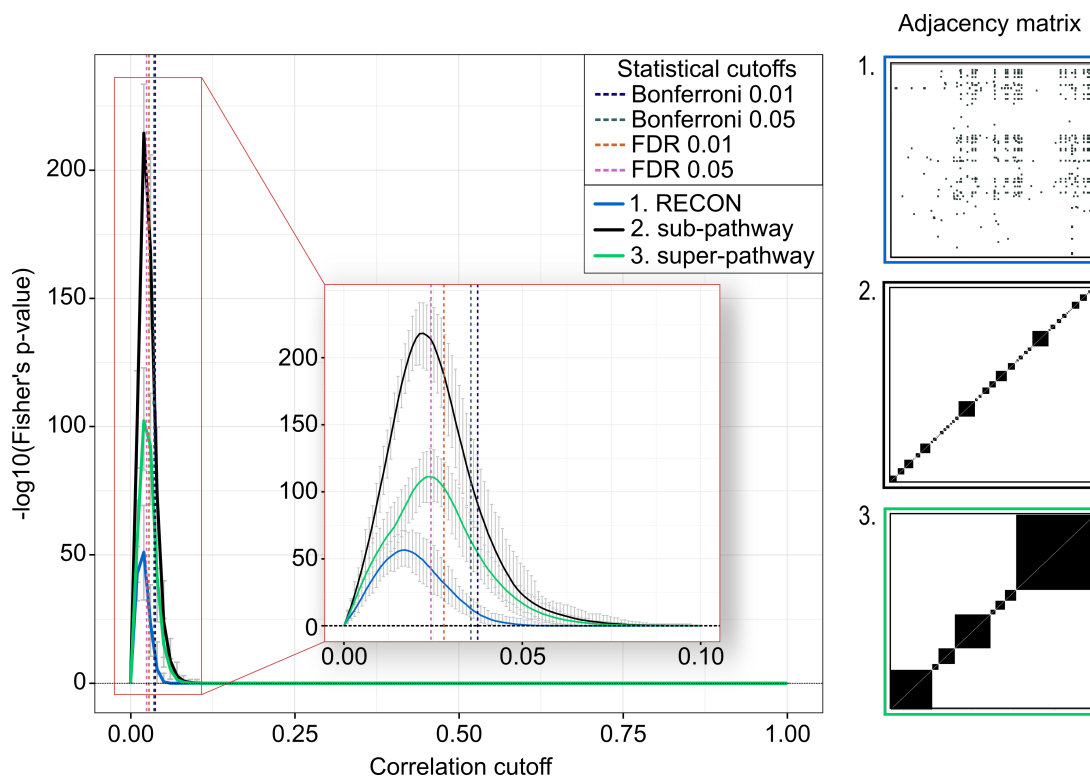 Adjacency matrix
1.
Statistical cutoffs
Bonferroni 0.01
Bonferroni 0.05
FDR 0.01
FDR 0.05
1. RECON
2. sub-pathway
3. super-pathway
200
150
100
50
0
-log10(Fisher's p-value)
200
150
100
50
0
0.00
0.05
0.10
0.00
0.25
0.50
0.75
1.00
Correlation cutoff
2.
3.